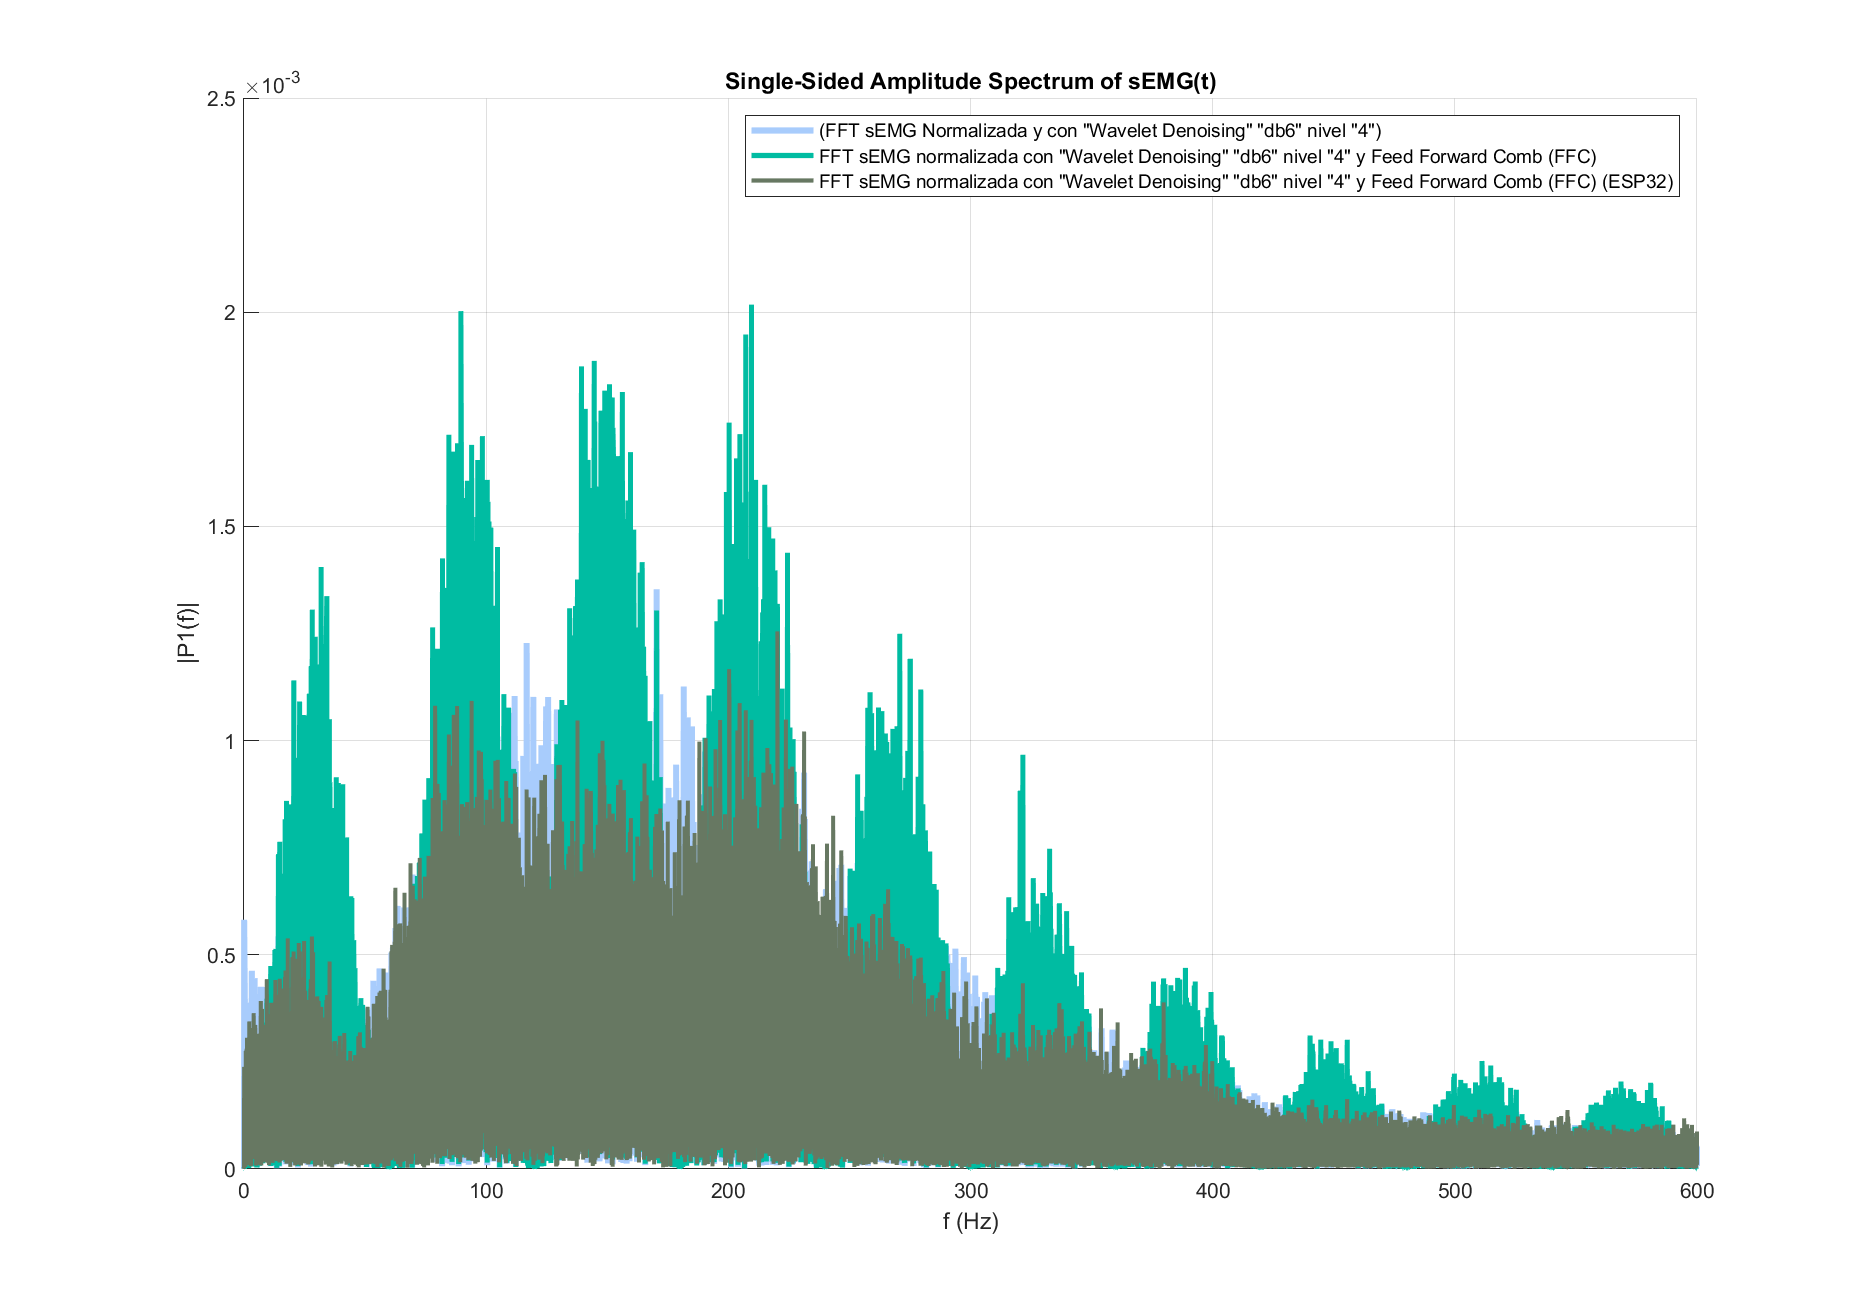 Single-Sided Amplitude Spectrum of sEMG(t)
×10-3
(FFT sEMG Normalizada y con "Wavelet Denoising" "db6" nivel "4")
FFT sEMG normalizada con "Wavelet Denoising" "db6" nivel "4" y Feed Forward Comb (FFC)
FFT sEMG normalizada con "Wavelet Denoising" "db6" nivel "4" y Feed Forward Comb (FFC) (ESP32)
2.5
2
1.5
1
0.5
0
|P1(f)|
0 100 200 300 400 500 600
f (Hz)